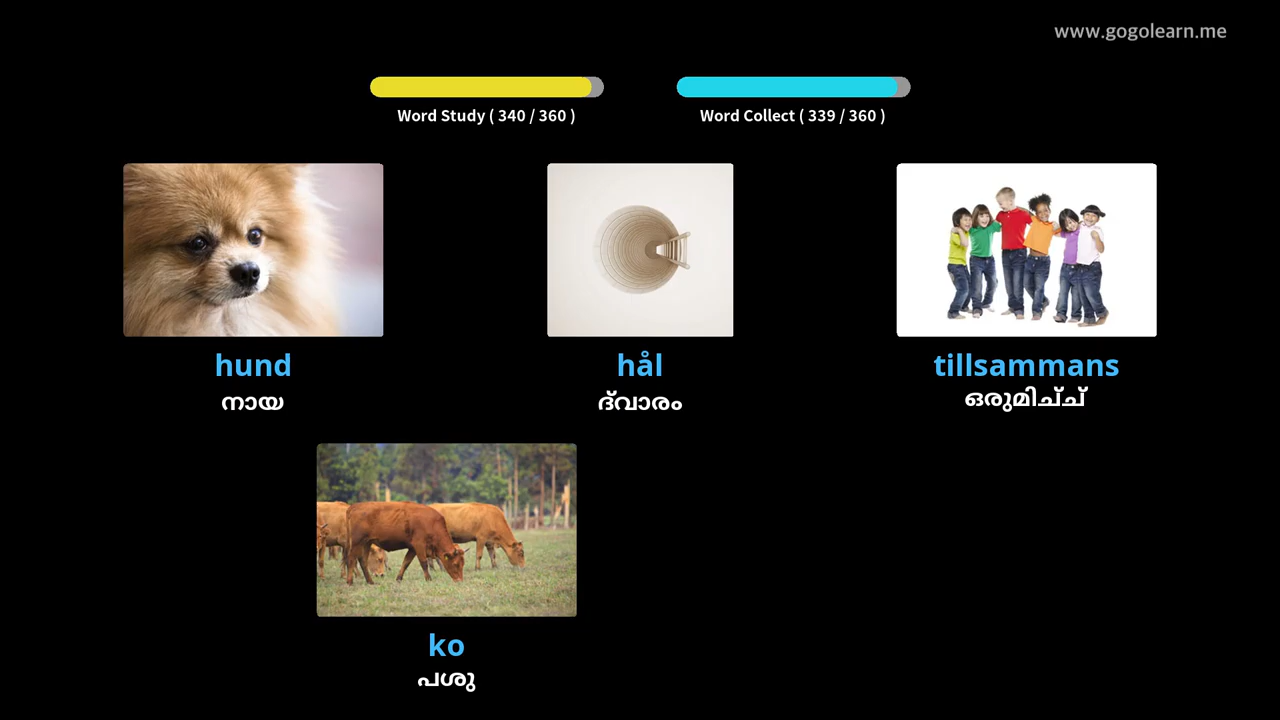 www.gogolearn.me
Word Study ( 340 / 360 )
Word Collect ( 339 / 360 )
hund
നായ
hål
ദ്വാരം
tillsammans
ഒരുമിച്ച്
ko
പശു